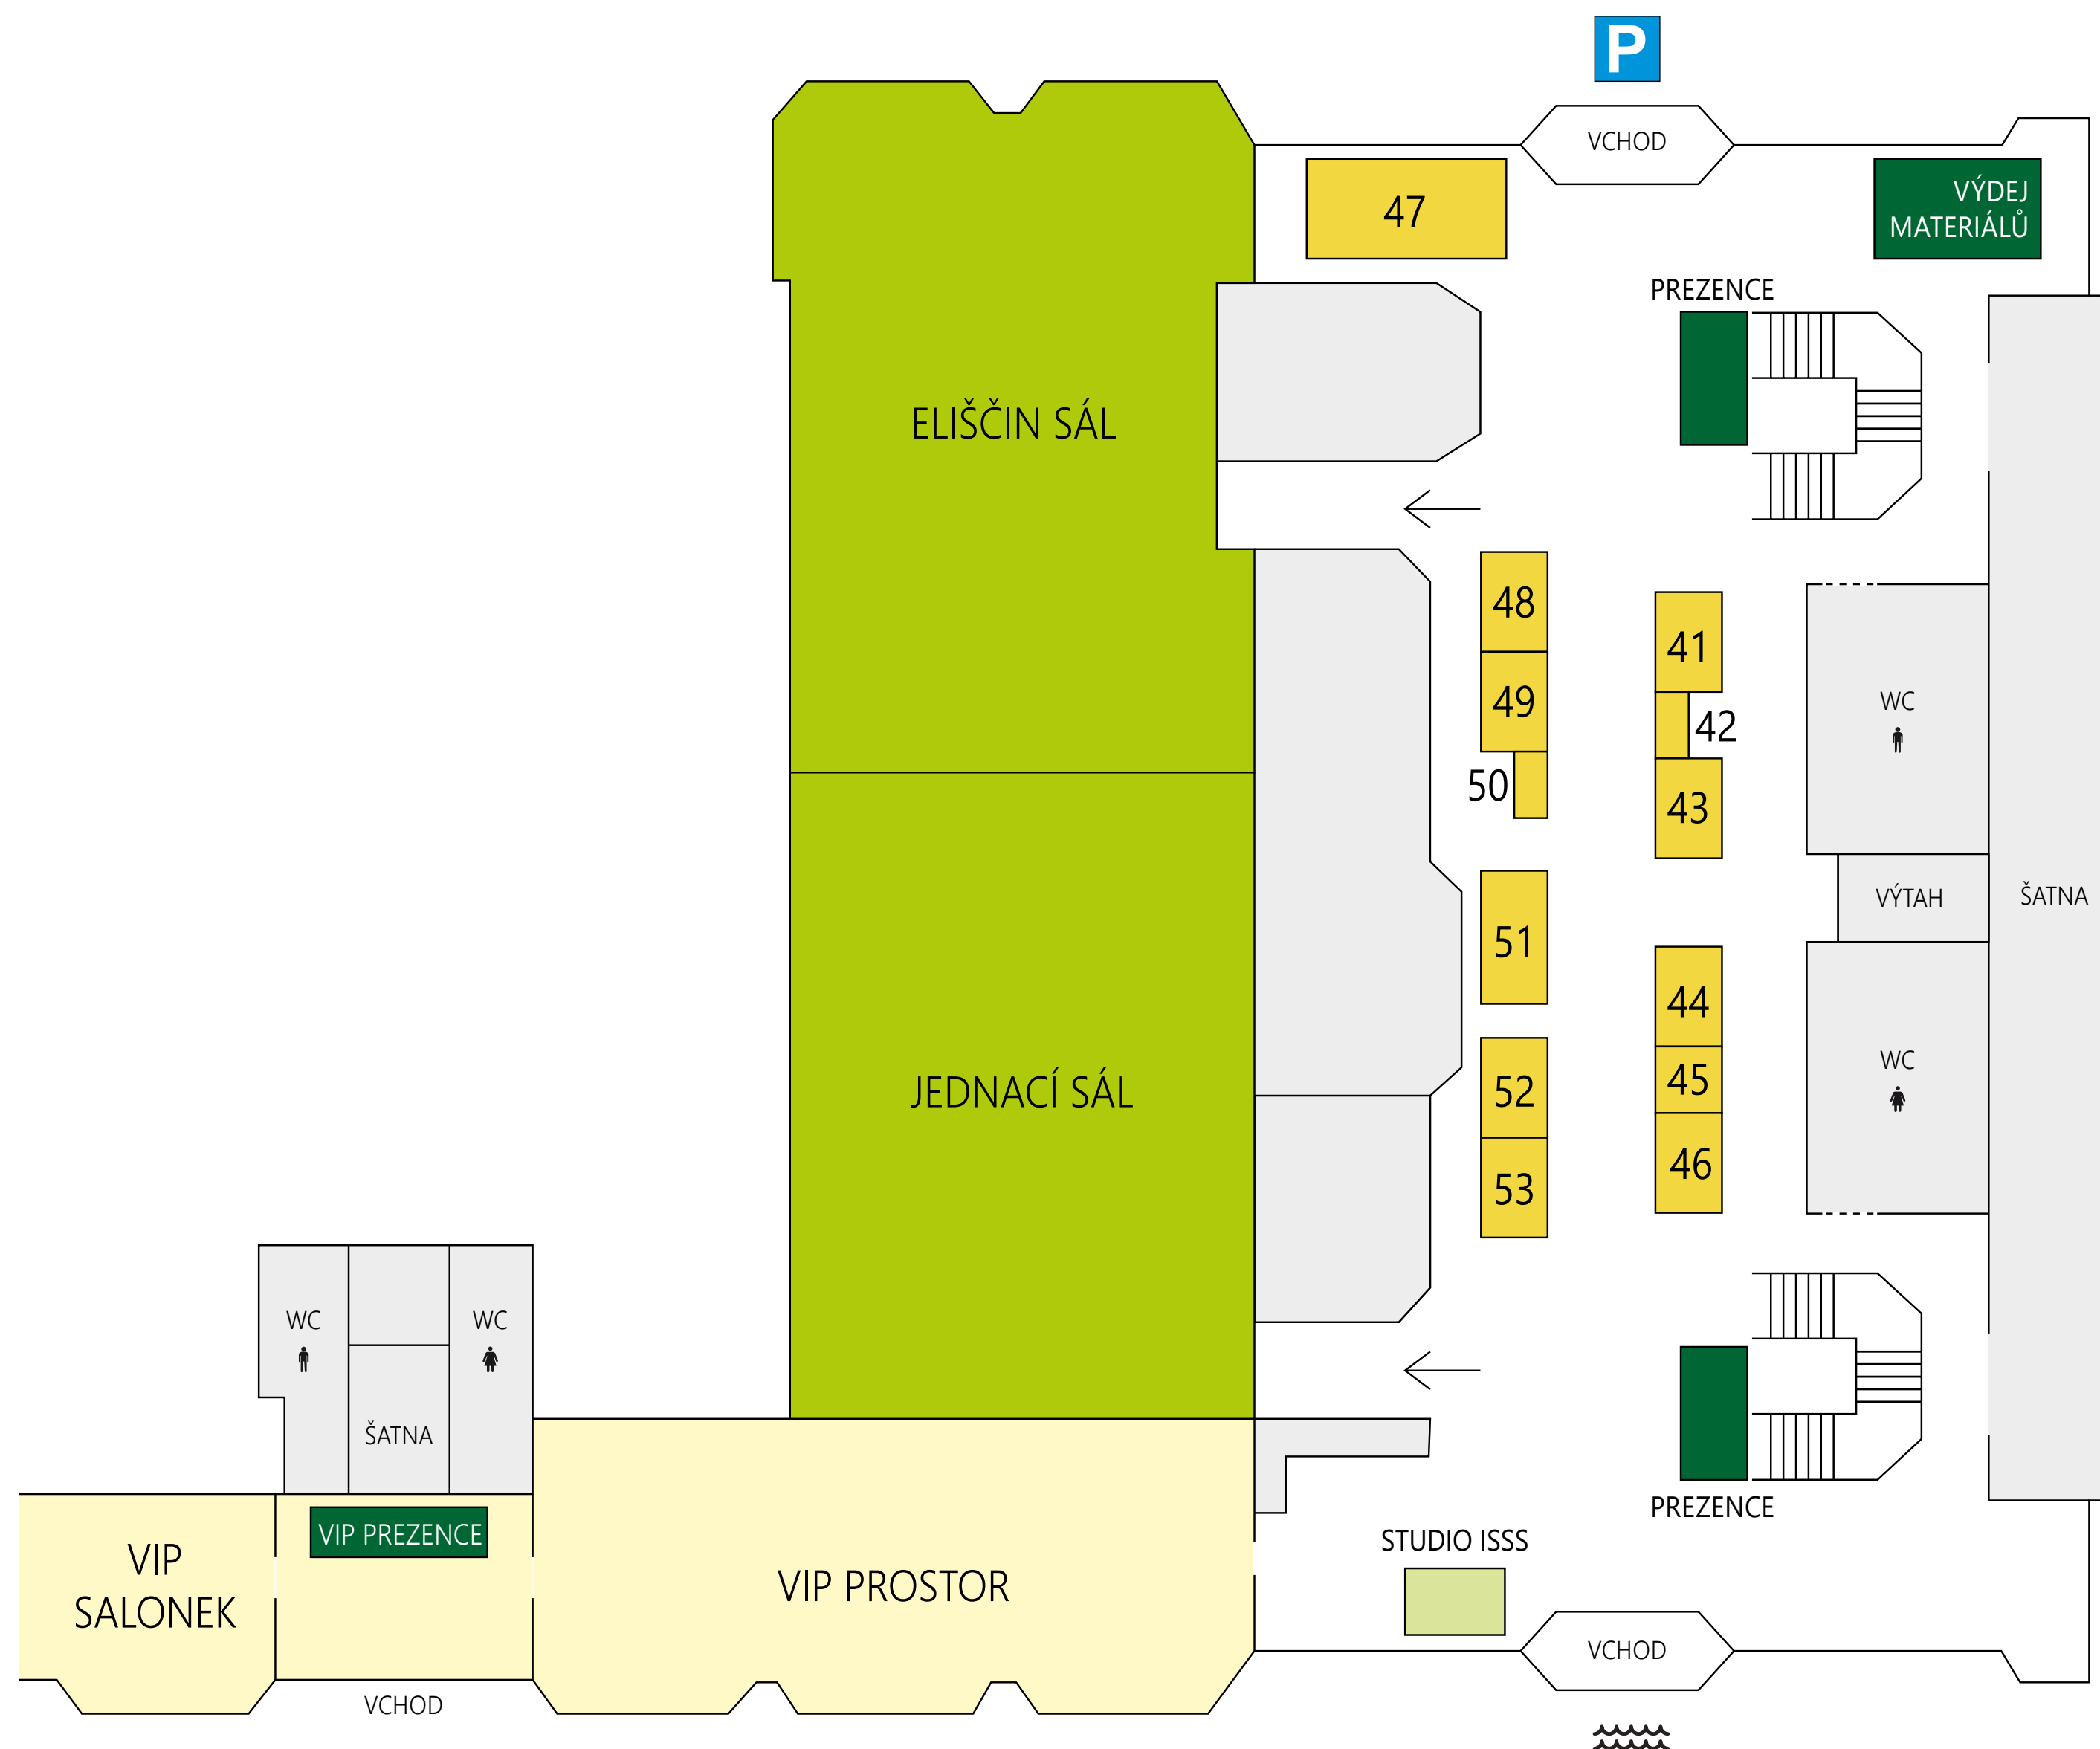 P
VCHOD
47
VÝDEJ
MATERIÁLŮ
PREZENCE
ELIŠČIN SÁL
48
41
49
WC
42
50
43
VÝTAH
ŠATNA
51
44
WC
45
52
JEDNACÍ SÁL
46
53
WC
WC
ŠATNA
PREZENCE
VIP PREZENCE
STUDIO ISSS
VIP
SALONEK
VIP PROSTOR
VCHOD
VCHOD